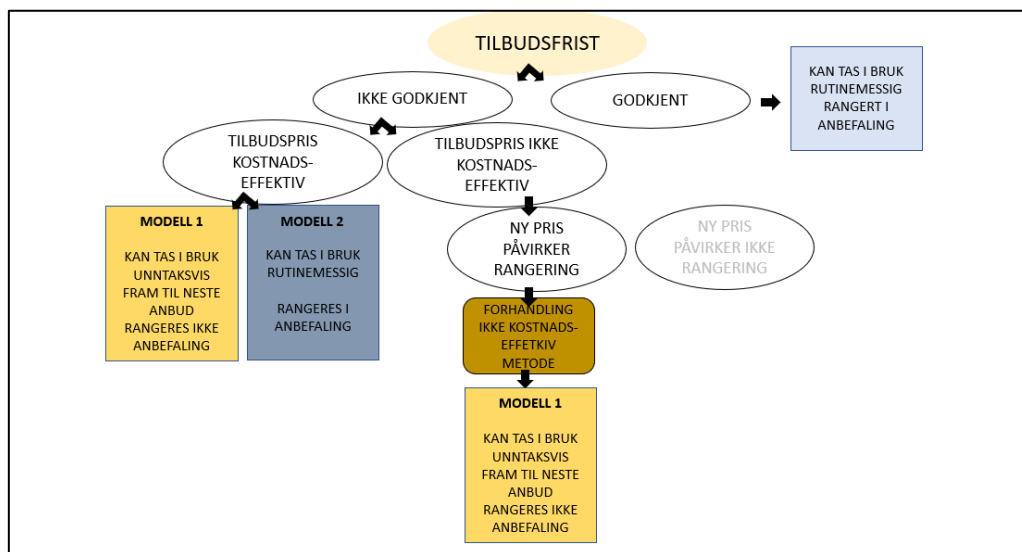 TILBUDSFRIST
IKKE GODKJENT
GODKJENT
KAN TAS I BRUK
RUTINEMESSIG
RANGERT I
ANBEFALING
TILBUDSPRIS
KOSTNADS-
EFFEKTIV
TILBUDSPRIS IKKE
KOSTNADS-
EFFEKTIV
MODELL 1
KAN TAS I BRUK
UNNTAKSVIS
FRAM TIL NESTE
ANBUD
RANGERES IKKE
ANBEFALING
MODELL 2
KAN TAS I BRUK
RUTINEMESSIG
RANGERES I
ANBEFALING
NY PRIS
PÅVIRKER
RANGERING
NY PRIS
PÅVIRKER IKKE
RANGERING
FORHANDLING
IKKE KOSTNADS-
EFFETKIV
METODE
MODELL 1
KAN TAS I BRUK
UNNTAKSVIS
FRAM TIL NESTE
ANBUD
RANGERES IKKE
ANBEFALING